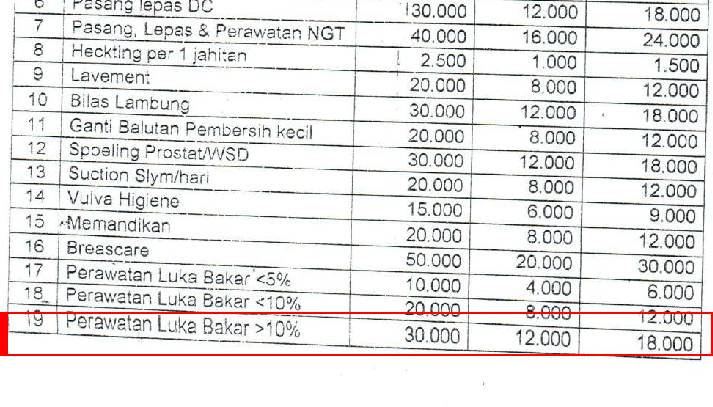 6 Pasang lepas DC 30.000 12.000 18.000
7 Pasang, Lepas & Perawatan NGT 40.000 16.000 24.000
8 Heckting per 1 jahitan 2.500 1.000 1.500
9 Lavement 20.000 8.000 12.000
10 Bilas Lambung 30.000 12.000 18.000
11 Ganti Balutan Pembersih kecil 20.000 8.000 12.000
12 Spoeling Prostat/WSD 30.000 12.000 18.000
13 Suction Slym/hari 20.000 8.000 12.000
14 Vulva Higiene 15.000 6.000 9.000
15 Memandikan 20.000 8.000 12.000
16 Breascare 50.000 20.000 30.000
17 Perawatan Luka Bakar <5% 10.000 4.000 6.000
18 Perawatan Luka Bakar <10% 20.000 8.000 12.000
19 Perawatan Luka Bakar >10% 30.000 12.000 18.000